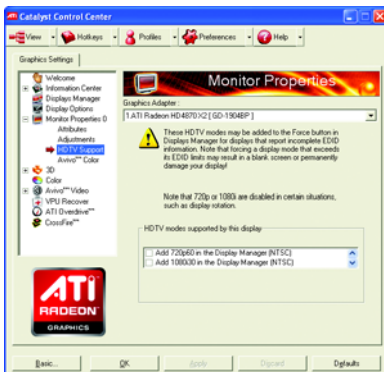 Catalyst Control Center
View Hotkeys Profiles Preferences Help
Graphics Settings
Welcome
Information Center
Displays Manager
Display Options
Monitor Properties 0
Attributes
Adjustments
HDTV Support
Avivo™ Color
3D
Color
Avivo™ Video
VPU Recover
ATI Overdrive™
CrossFire™
ATI
RADEON
GRAPHICS
Monitor Properties
Graphics Adapter:
1.ATI Radeon HD4870 X2 [ GD-1904BP ]
These HDTV modes may be added to the Force button in
Displays Manager for displays that report incomplete EDID
information. Note that forcing a display mode that exceeds
its EDID limits may result in a blank screen or permanently
damage your display!
Note that 720p or 1080i are disabled in certain situations,
such as display rotation.
HDTV modes supported by this display
Add 720p60 in the Display Manager (NTSC)
Add 1080i30 in the Display Manager (NTSC)
Basic... OK Apply Discard Defaults